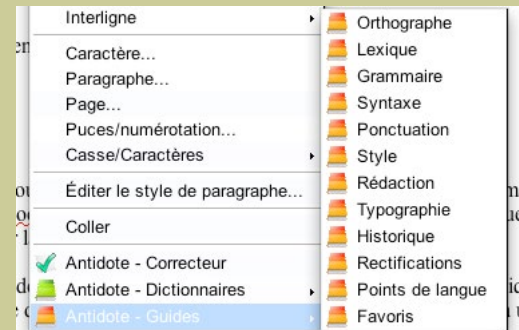 Interligne
Caractère...
Paragraphe...
Page...
Puces/numérotation...
Casse/Caractères
Éditer le style de paragraphe...
Coller
Antidote - Correcteur
Antidote - Dictionnaires
Antidote - Guides
Orthographe
Lexique
Grammaire
Syntaxe
Ponctuation
Style
Rédaction
Typographie
Historique
Rectifications
Points de langue
Favoris